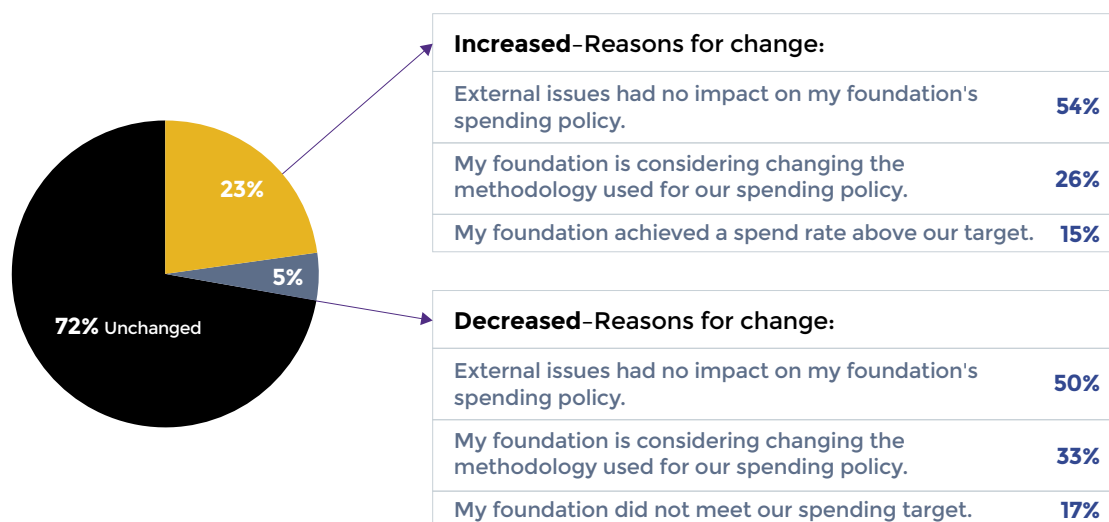 Increased–Reasons for change:
External issues had no impact on my foundation's
spending policy.
54%
My foundation is considering changing the
methodology used for our spending policy.
26%
My foundation achieved a spend rate above our target.
15%
23%
5%
72% Unchanged
Decreased–Reasons for change:
External issues had no impact on my foundation's
spending policy.
50%
My foundation is considering changing the
methodology used for our spending policy.
33%
My foundation did not meet our spending target.
17%